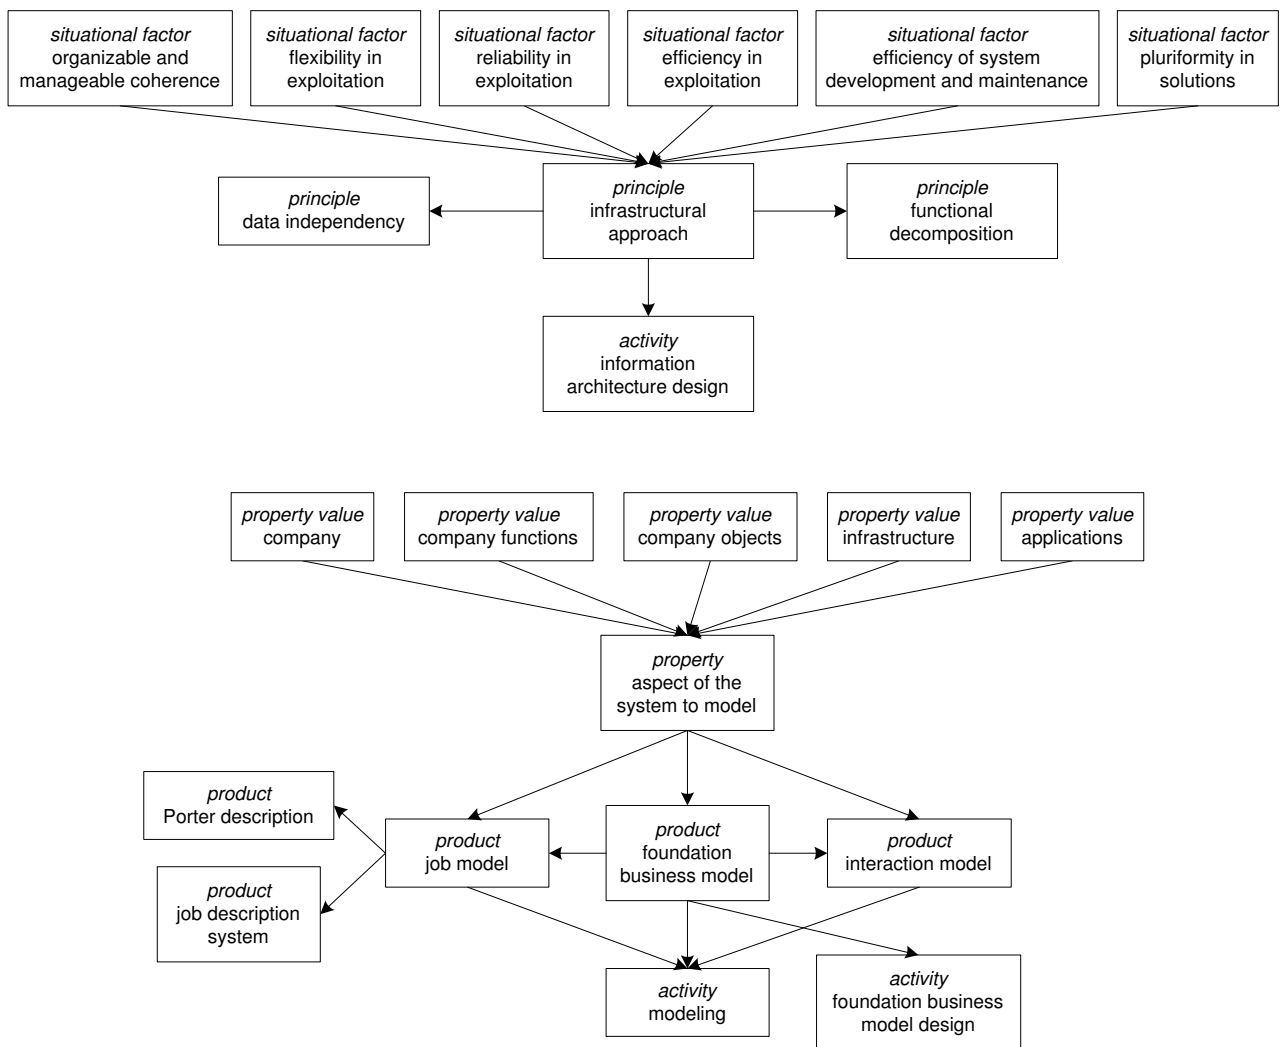 situational factor
organizable and
manageable coherence
situational factor
flexibility in
exploitation
situational factor
reliability in
exploitation
situational factor
efficiency in
exploitation
situational factor
efficiency of system
development and maintenance
situational factor
pluriformity in
solutions
principle
data independency
principle
infrastructural
approach
principle
functional
decomposition
activity
information
architecture design
property value
company
property value
company functions
property value
company objects
property value
infrastructure
property value
applications
property
aspect of the
system to model
product
Porter description
product
job model
product
foundation
business model
product
interaction model
product
job description
system
activity
modeling
activity
foundation business
model design